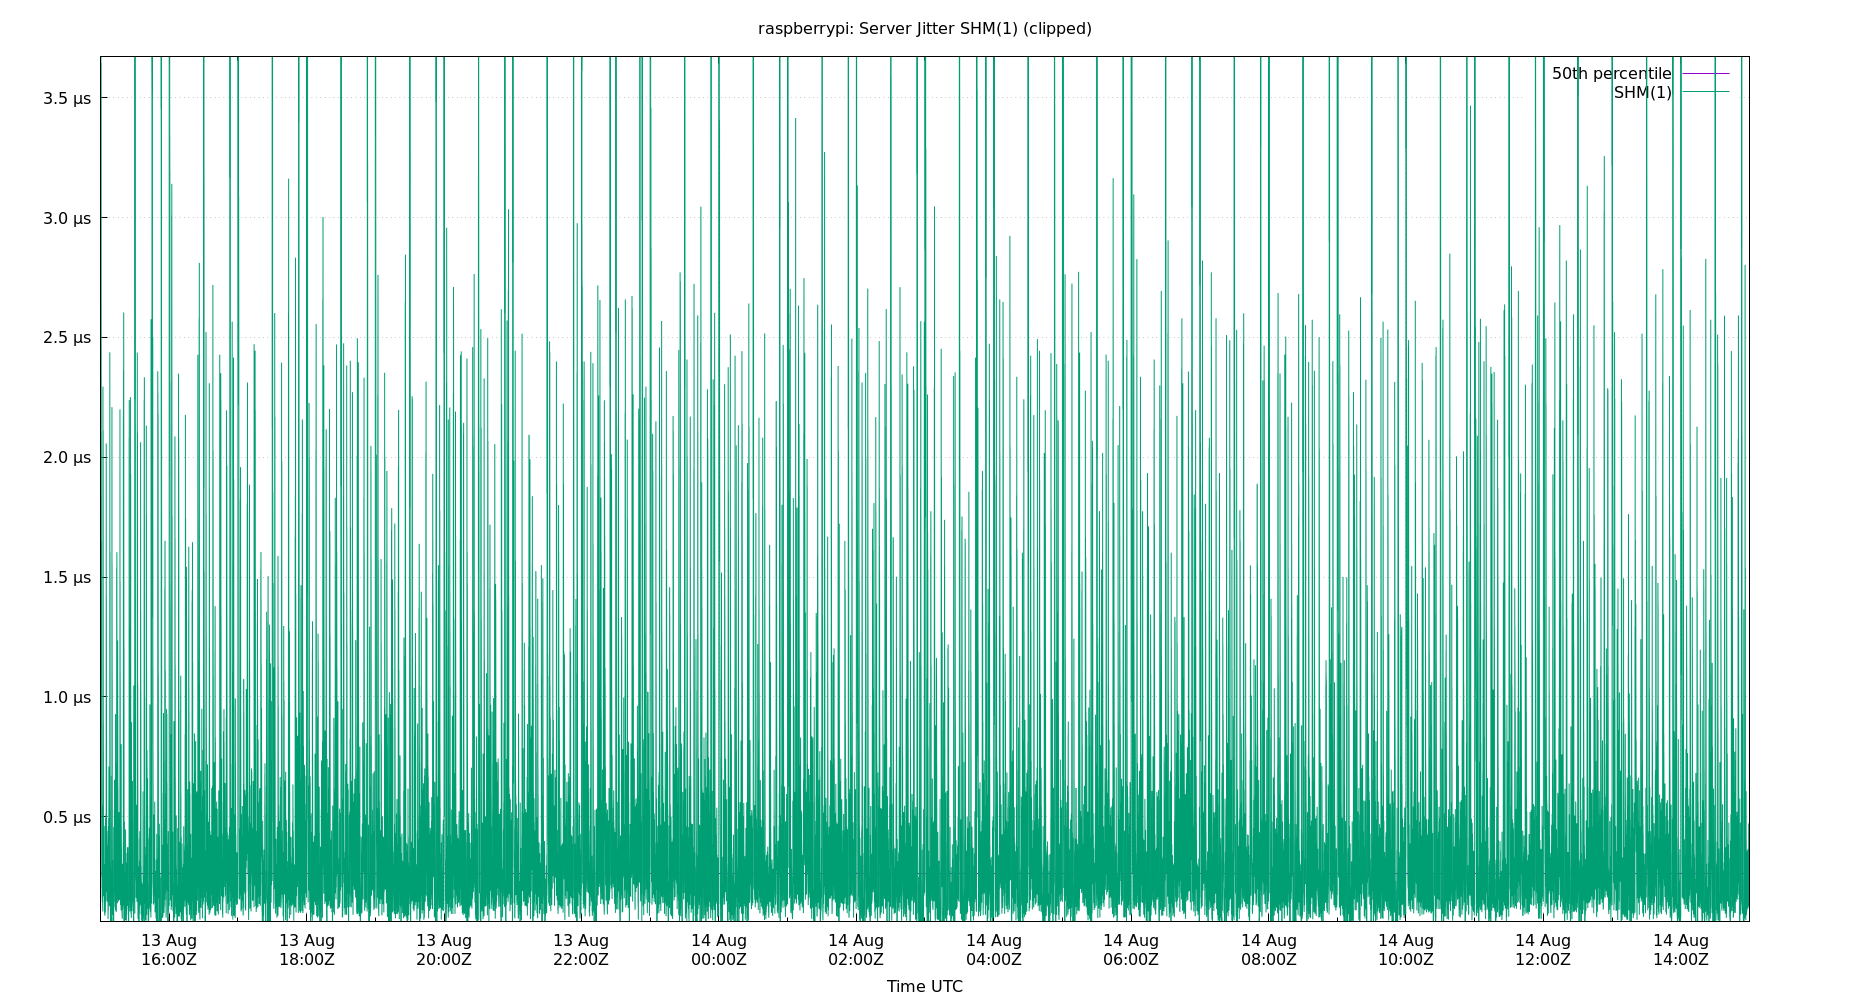 raspberrypi: Server Jitter SHM(1) (clipped)
50th percentile
SHM(1)
3.5 µs
3.0 µs
2.5 µs
2.0 µs
1.5 µs
1.0 µs
0.5 µs
13 Aug 13 Aug 13 Aug 13 Aug 14 Aug 14 Aug 14 Aug 14 Aug 14 Aug 14 Aug 14 Aug 14 Aug
16:00Z 18:00Z 20:00Z 22:00Z 00:00Z 02:00Z 04:00Z 06:00Z 08:00Z 10:00Z 12:00Z 14:00Z
Time UTC